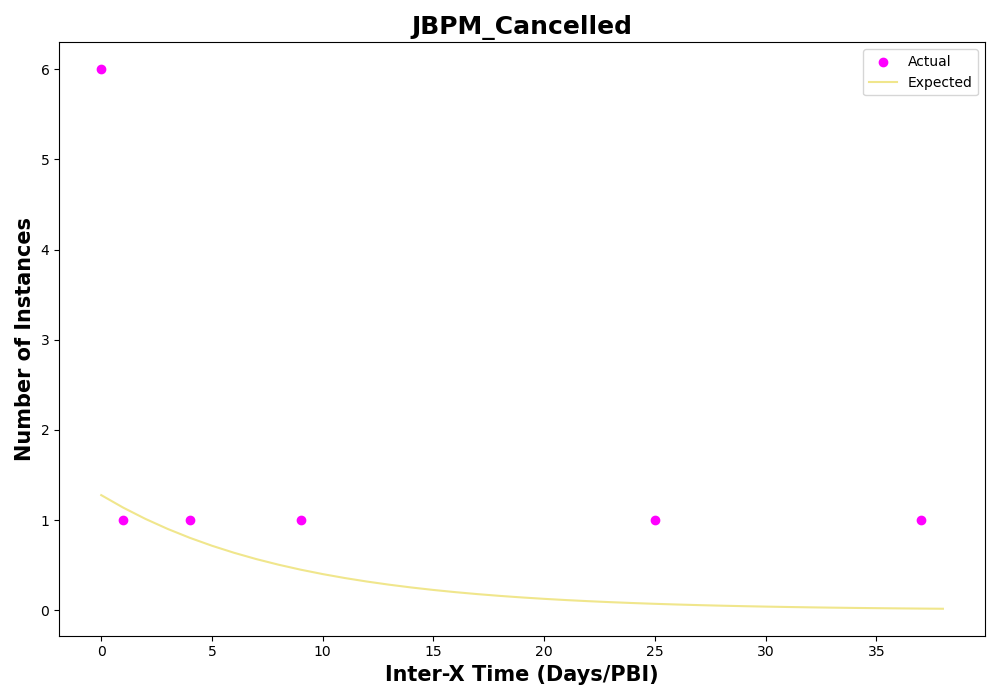 JBPM_Cancelled
Actual
Expected
6
5
4
3
2
1
0
Number of Instances
0 5 10 15 20 25 30 35
Inter-X Time (Days/PBI)